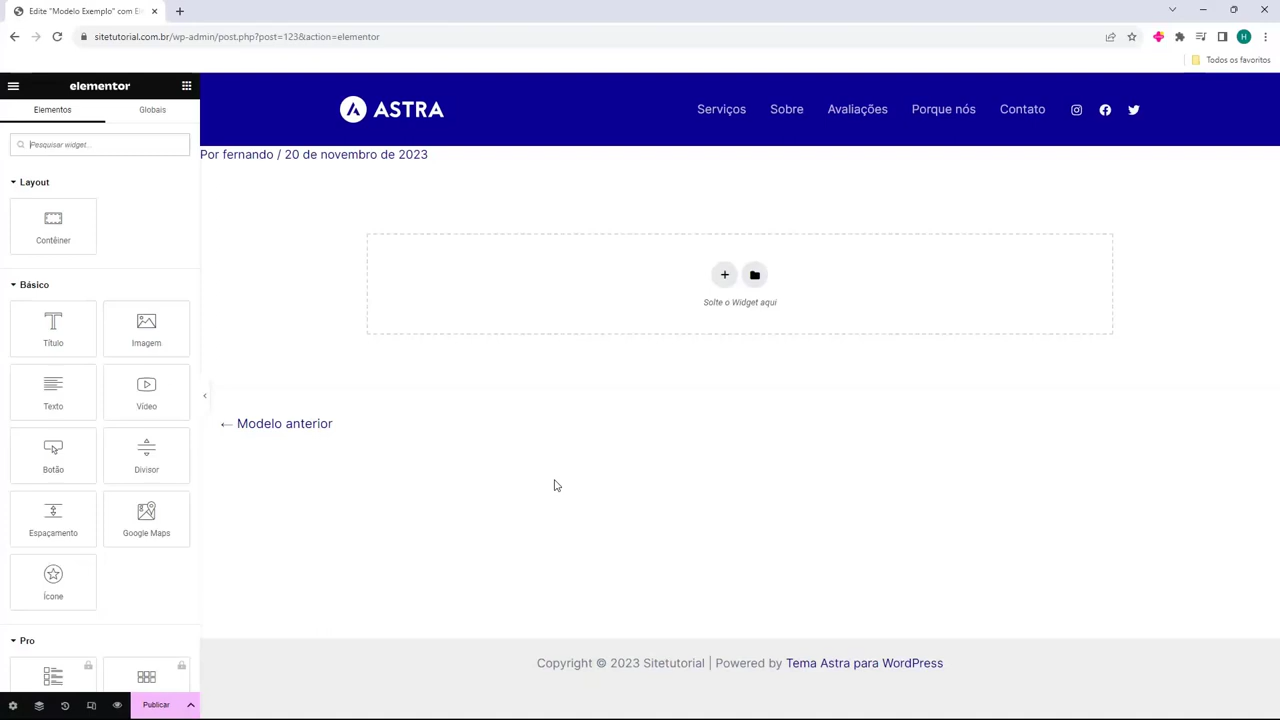 Edite "Modelo Exemplo" com Ele
sitetutorial.com.br/wp-admin/post.php?post=123&action=elementor
H
Todos os favoritos
elementor
Elementos
Globais
Pesquisar widget...
Layout
Contêiner
Básico
Título
Imagem
Texto
Vídeo
Botão
Divisor
Espaçamento
Google Maps
Ícone
Pro
Publicar
ASTRA
Serviços
Sobre
Avaliações
Porque nós
Contato
Por fernando / 20 de novembro de 2023
Solte o Widget aqui
← Modelo anterior
Copyright © 2023 Sitetutorial | Powered by Tema Astra para WordPress